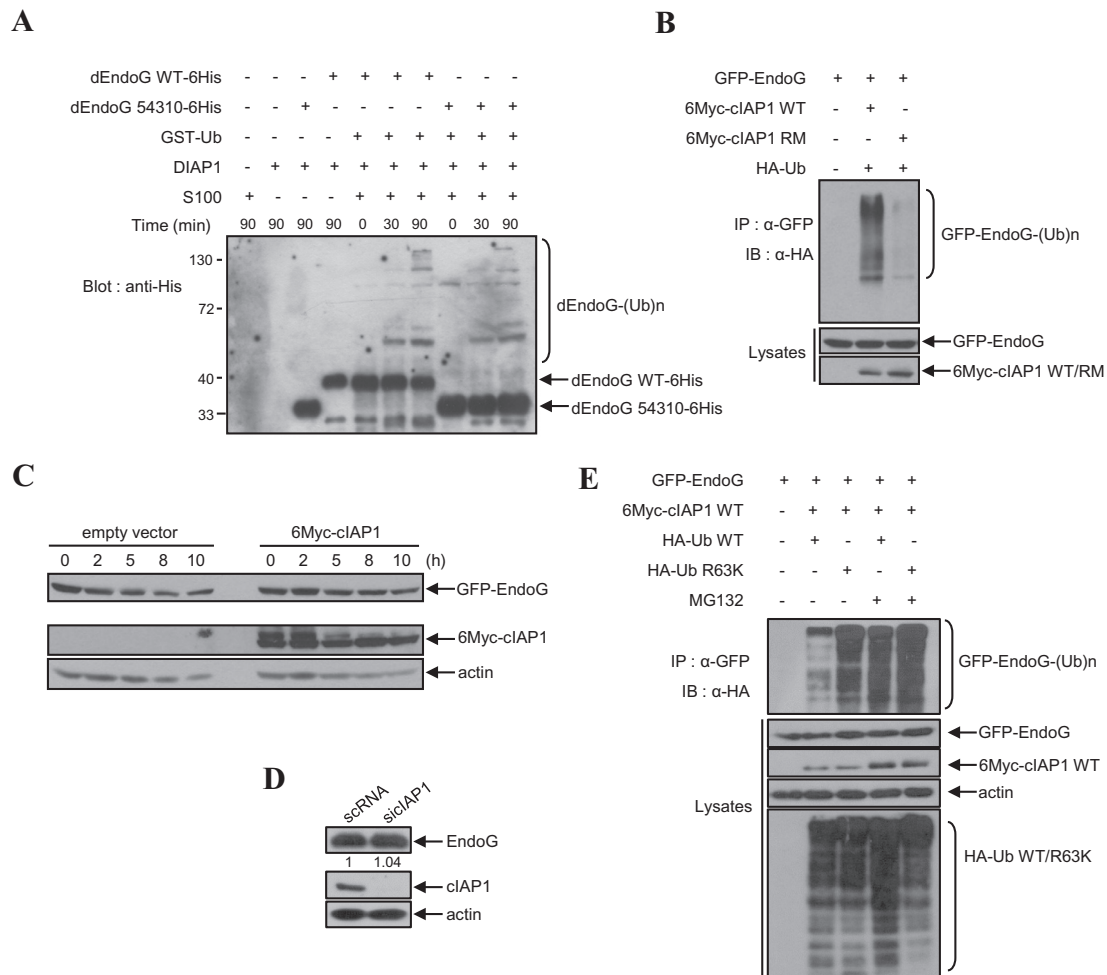 A
dEndoG WT-6His - - - + + + + - - -
dEndoG 54310-6His - - + - - - - + + +
GST-Ub - - - - + + + + + +
DIAP1 - + + + + + + + + +
S100 + - - - + + + + + +
Time (min) 90 90 90 90 0 30 90 0 30 90
Blot : anti-His
130
72
40
33
dEndoG-(Ub)n
dEndoG WT-6His
dEndoG 54310-6His
B
GFP-EndoG + + +
6Myc-cIAP1 WT - + -
6Myc-cIAP1 RM - - +
HA-Ub - + +
IP : α-GFP
IB : α-HA
GFP-EndoG-(Ub)n
Lysates
GFP-EndoG
6Myc-cIAP1 WT/RM
C
empty vector 6Myc-cIAP1
0 2 5 8 10 0 2 5 8 10 (h)
GFP-EndoG
6Myc-cIAP1
actin
D
scRNA sicIAP1
EndoG
1 1.04
cIAP1
actin
E
GFP-EndoG + + + + +
6Myc-cIAP1 WT - + + + +
HA-Ub WT - + - + -
HA-Ub R63K - - + - +
MG132 - - - + +
IP : α-GFP
IB : α-HA
GFP-EndoG-(Ub)n
GFP-EndoG
6Myc-cIAP1 WT
actin
Lysates
HA-Ub WT/R63K